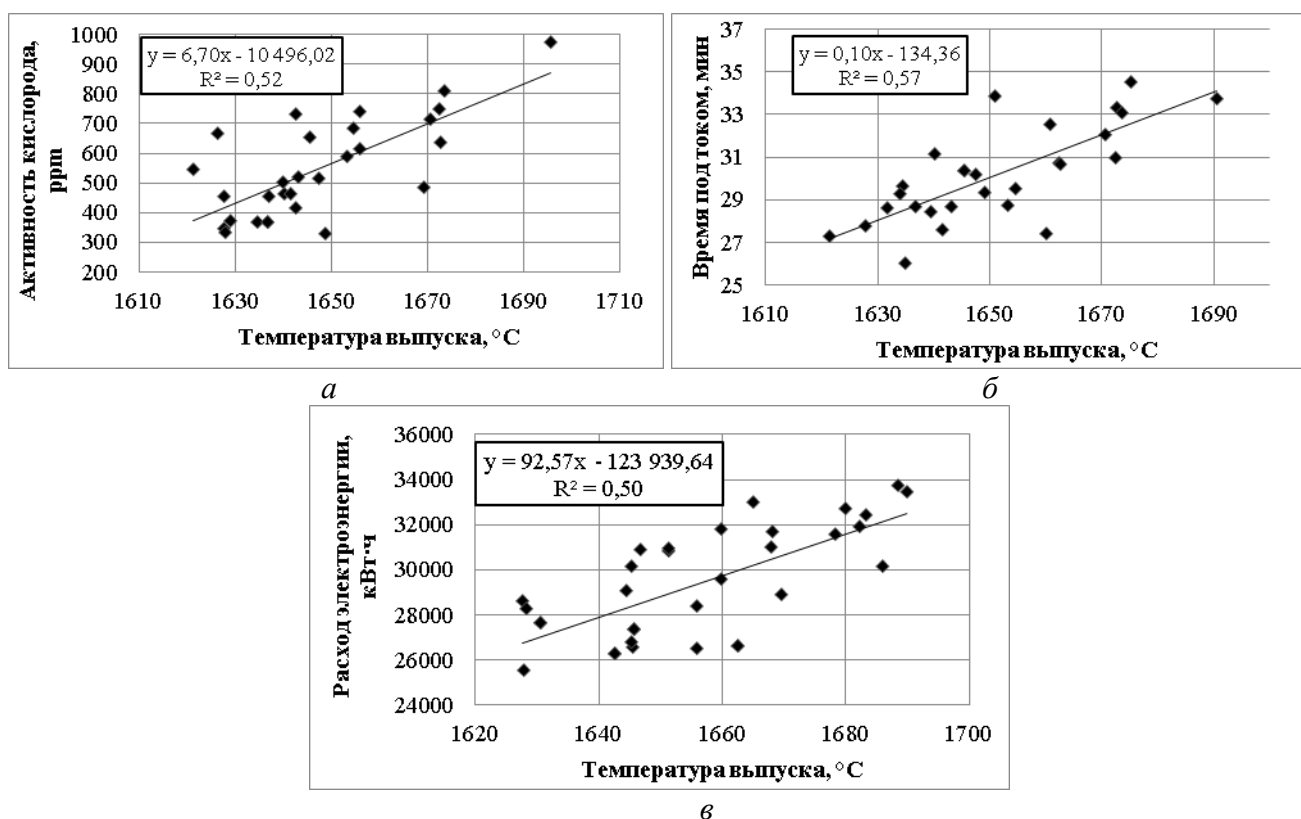 Активность кислорода,
ppm
1000
900
800
700
600
500
400
300
200
y = 6,70x - 10 496,02
R² = 0,52
1610 1630 1650 1670 1690 1710
Температура выпуска, °C
а
Время под током, мин
37
35
33
31
29
27
25
y = 0,10x - 134,36
R² = 0,57
1610 1630 1650 1670 1690
Температура выпуска, °C
б
Расход электроэнергии,
кВт·ч
36000
34000
32000
30000
28000
26000
24000
y = 92,57x - 123 939,64
R² = 0,50
1620 1640 1660 1680 1700
Температура выпуска, °C
в